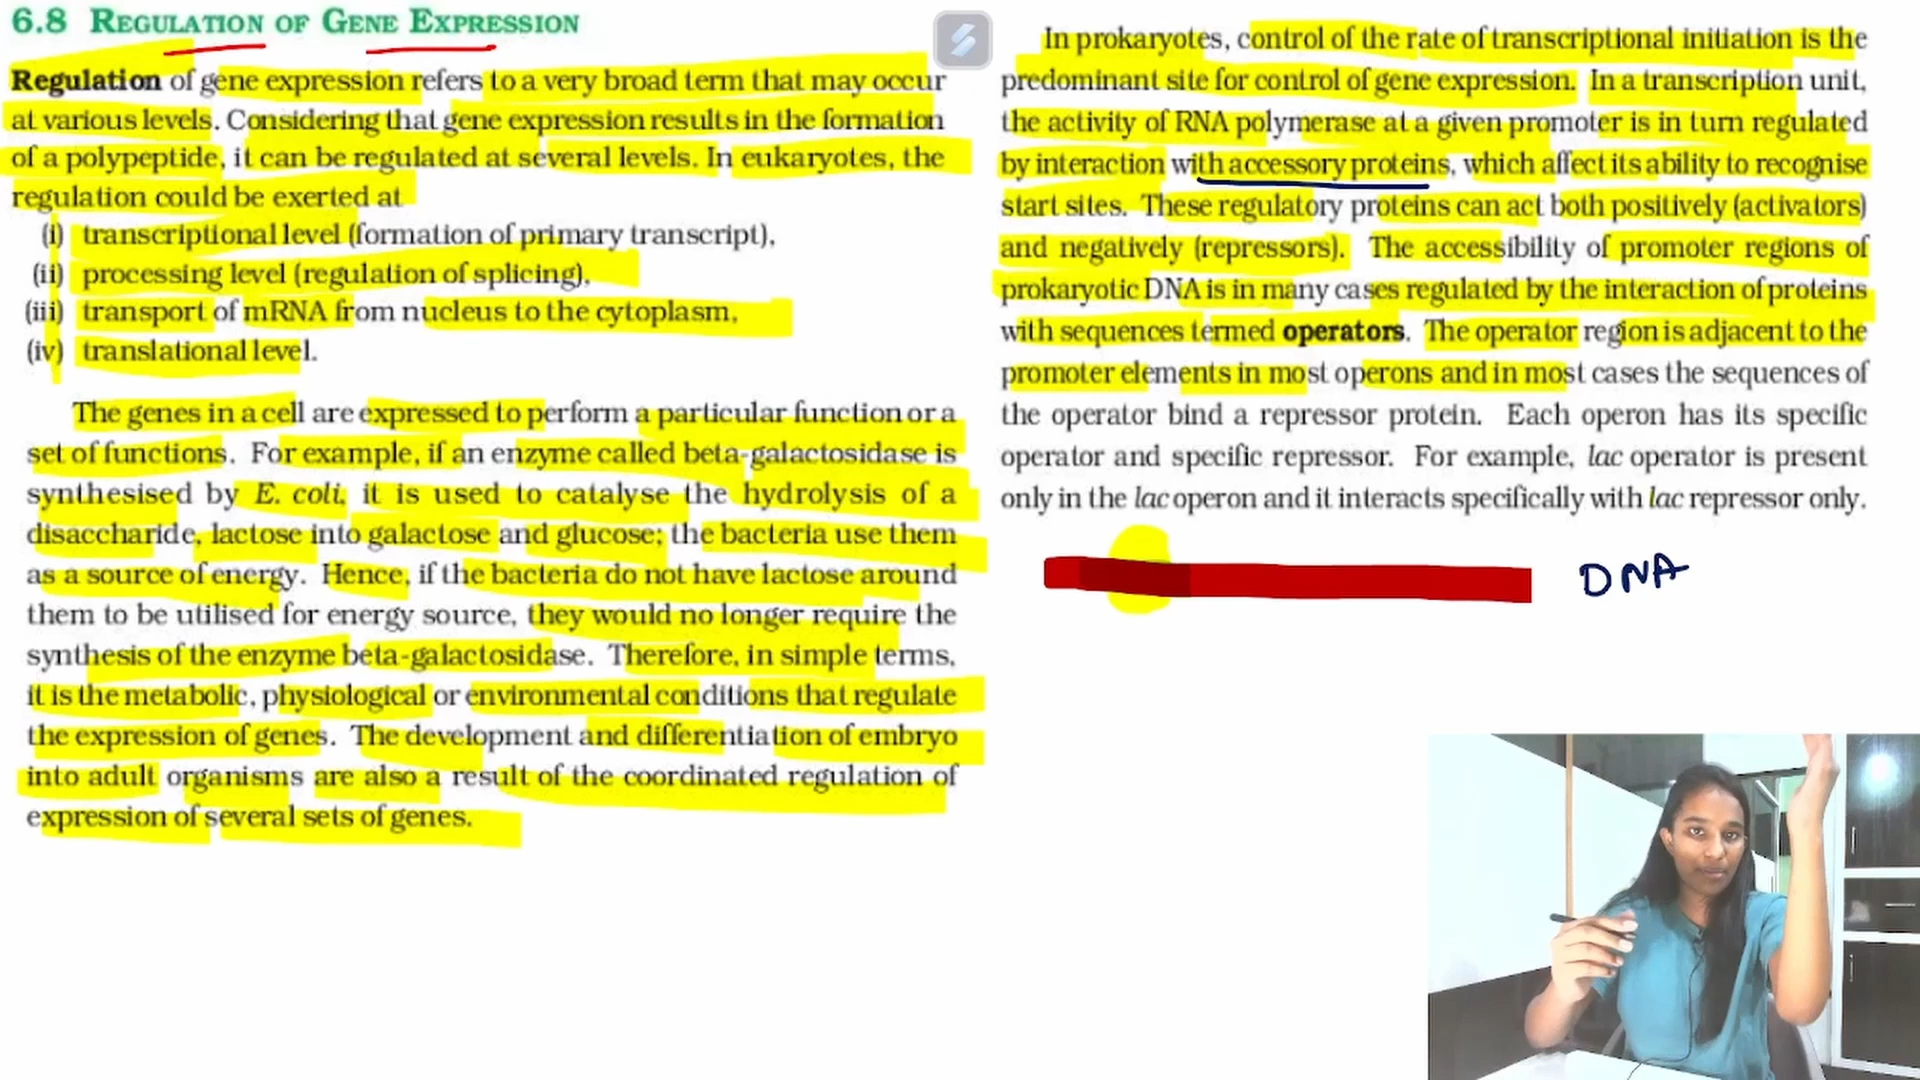 6.8 REGULATION OF GENE EXPRESSION
Regulation of gene expression refers to a very broad term that may occur
at various levels. Considering that gene expression results in the formation
of a polypeptide, it can be regulated at several levels. In eukaryotes, the
regulation could be exerted at
(i) transcriptional level (formation of primary transcript),
(ii) processing level (regulation of splicing),
(iii) transport of mRNA from nucleus to the cytoplasm,
(iv) translational level.
The genes in a cell are expressed to perform a particular function or a
set of functions. For example, if an enzyme called beta-galactosidase is
synthesised by E. coli, it is used to catalyse the hydrolysis of a
disaccharide, lactose into galactose and glucose; the bacteria use them
as a source of energy. Hence, if the bacteria do not have lactose around
them to be utilised for energy source, they would no longer require the
synthesis of the enzyme beta-galactosidase. Therefore, in simple terms,
it is the metabolic, physiological or environmental conditions that regulate
the expression of genes. The development and differentiation of embryo
into adult organisms are also a result of the coordinated regulation of
expression of several sets of genes.
In prokaryotes, control of the rate of transcriptional initiation is the
predominant site for control of gene expression. In a transcription unit,
the activity of RNA polymerase at a given promoter is in turn regulated
by interaction with accessory proteins, which affect its ability to recognise
start sites. These regulatory proteins can act both positively (activators)
and negatively (repressors). The accessibility of promoter regions of
prokaryotic DNA is in many cases regulated by the interaction of proteins
with sequences termed operators. The operator region is adjacent to the
promoter elements in most operons and in most cases the sequences of
the operator bind a repressor protein. Each operon has its specific
operator and specific repressor. For example, lac operator is present
only in the lac operon and it interacts specifically with lac repressor only.
DNA